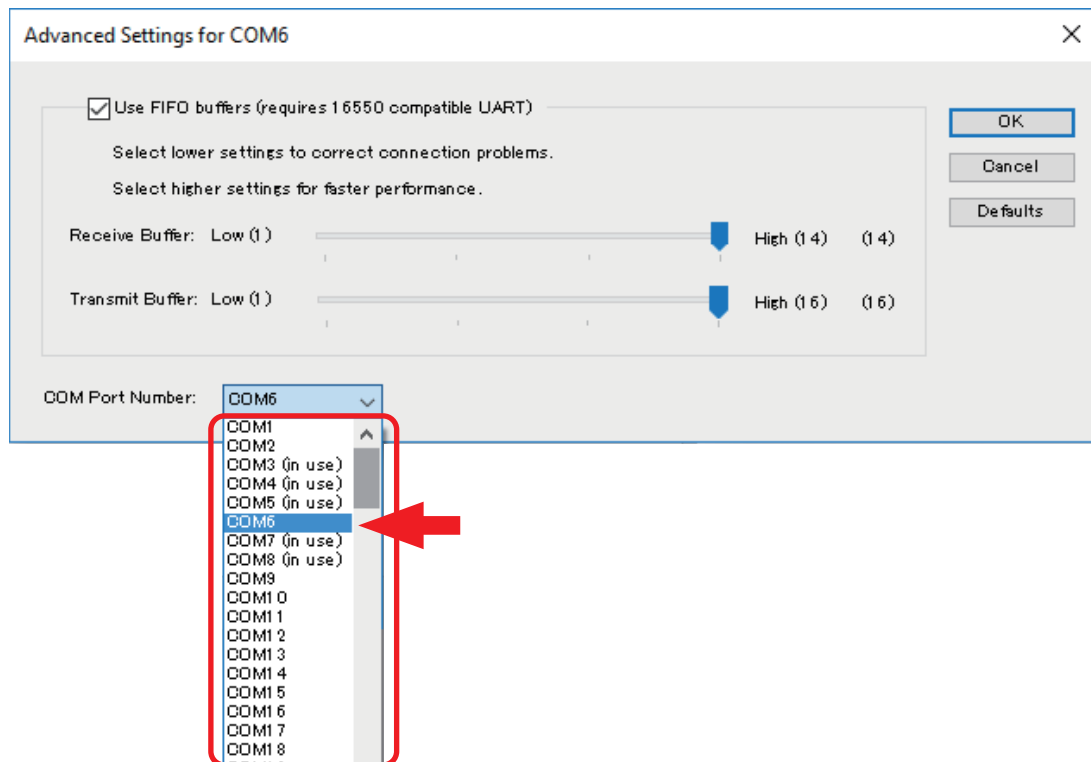 Advanced Settings for COM6
Use FIFO buffers (requires 16550 compatible UART)
OK
Select lower settings to correct connection problems.
Cancel
Select higher settings for faster performance.
Defaults
Receive Buffer: Low (1) High (14) (14)
Transmit Buffer: Low (1) High (16) (16)
COM Port Number: COM6
COM1
COM2
COM3 (in use)
COM4 (in use)
COM5 (in use)
COM6
COM7 (in use)
COM8 (in use)
COM9
COM10
COM11
COM12
COM13
COM14
COM15
COM16
COM17
COM18